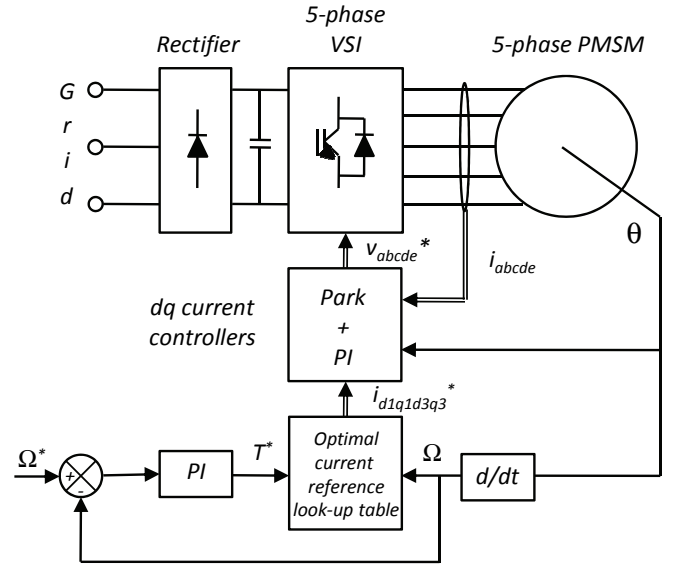 5-phase
VSI
Rectifier
5-phase PMSM
G
r
i
d
θ
v_abcde*
i_abcde
dq current
controllers
Park
+
PI
i_d1q1d3q3*
Ω*
+
-
PI
T*
Optimal
current
reference
look-up table
Ω
d/dt